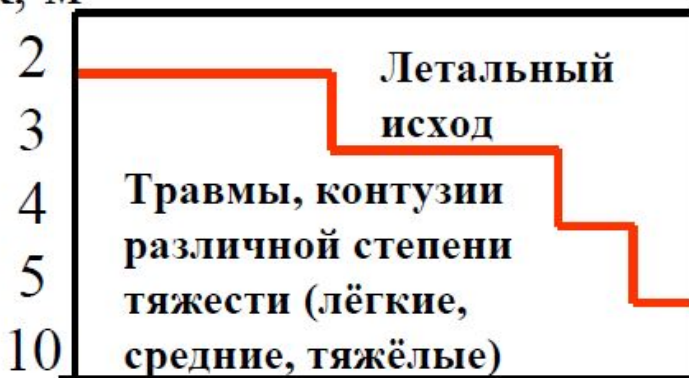 2
3
4
5
10
Летальный
исход
Травмы, контузии
различной степени
тяжести (лёгкие,
средние, тяжёлые)